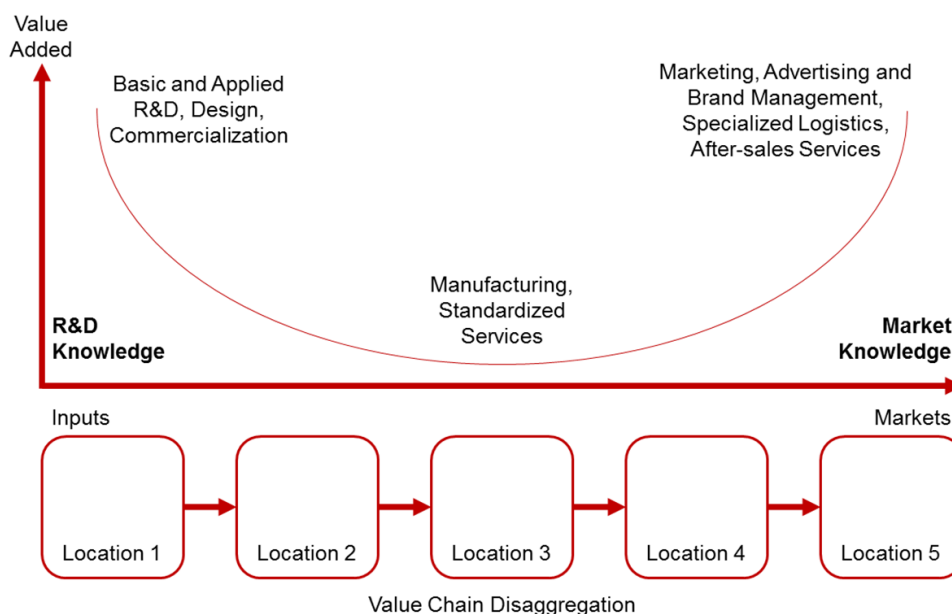 Value
Added
Basic and Applied
R&D, Design,
Commercialization
Marketing, Advertising and
Brand Management,
Specialized Logistics,
After-sales Services
Manufacturing,
Standardized
Services
R&D
Knowledge
Market
Knowledge
Inputs
Markets
Location 1
Location 2
Location 3
Location 4
Location 5
Value Chain Disaggregation